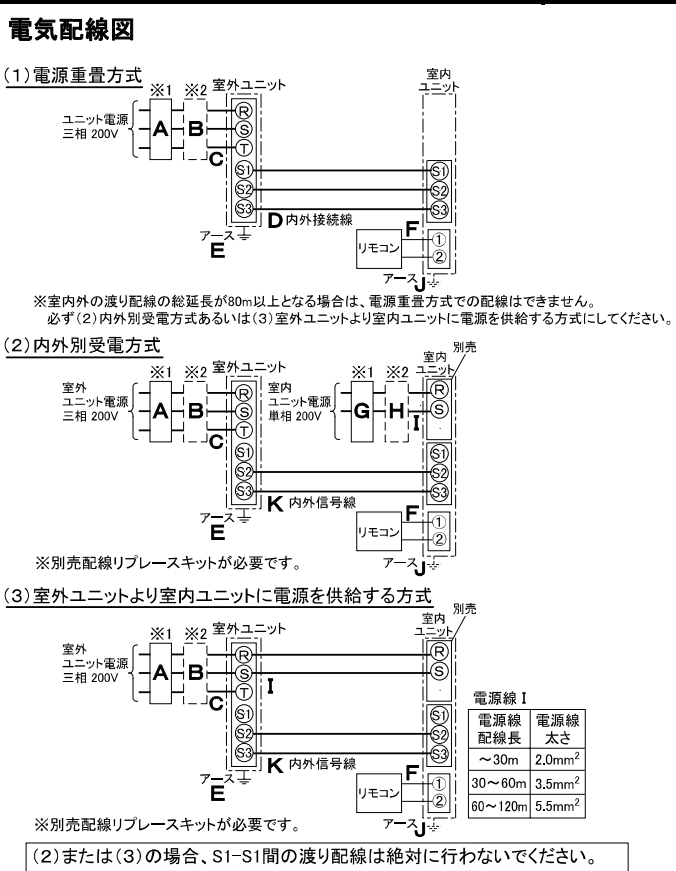 電気配線図
(1)電源重畳方式
※1 ※2 室外ユニット
室内
ユニット
ユニット電源
三相 200V
A B
C
R
S
T
S1
S2
S3
S1
S2
S3
D 内外接続線
アース
E
F
リモコン
①
②
アース J
※室内外の渡り配線の総延長が80m以上となる場合は、電源重畳方式での配線はできません。
必ず(2)内外別受電方式あるいは(3)室外ユニットより室内ユニットに電源を供給する方式にしてください。
(2)内外別受電方式
※1 ※2 室外ユニット
※1 ※2
室内
ユニット
別売
室外
ユニット電源
三相 200V
A B
C
R
S
T
S1
S2
S3
室内
ユニット電源
単相 200V
G H
I
R
S
S1
S2
S3
K 内外信号線
アース
E
F
リモコン
①
②
アース J
※別売配線リプレースキットが必要です。
(3)室外ユニットより室内ユニットに電源を供給する方式
※1 ※2 室外ユニット
室内
ユニット
別売
室外
ユニット電源
三相 200V
A B
C
R
S
T
S1
S2
S3
I
R
S
S1
S2
S3
K 内外信号線
アース
E
F
リモコン
①
②
アース J
電源線 I
電源線配線長 電源線太さ
～30m 2.0mm²
30～60m 3.5mm²
60～120m 5.5mm²
※別売配線リプレースキットが必要です。
(2)または(3)の場合、S1-S1間の渡り配線は絶対に行わないでください。